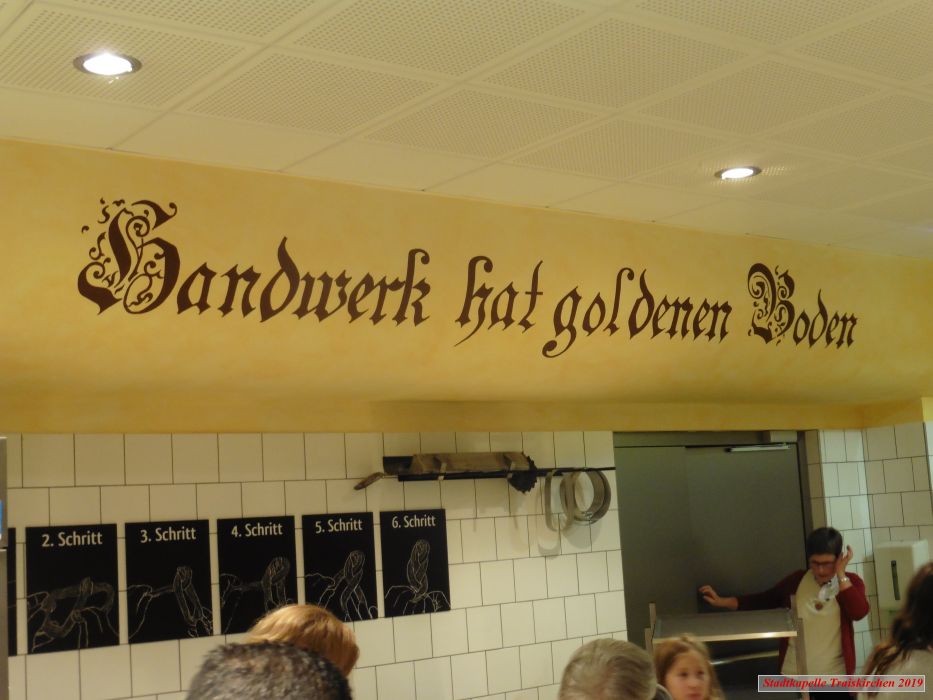 Handwerk hat goldenen Boden
2. Schritt
3. Schritt
4. Schritt
5. Schritt
6. Schritt
Stadtkapelle Traiskirchen 2019